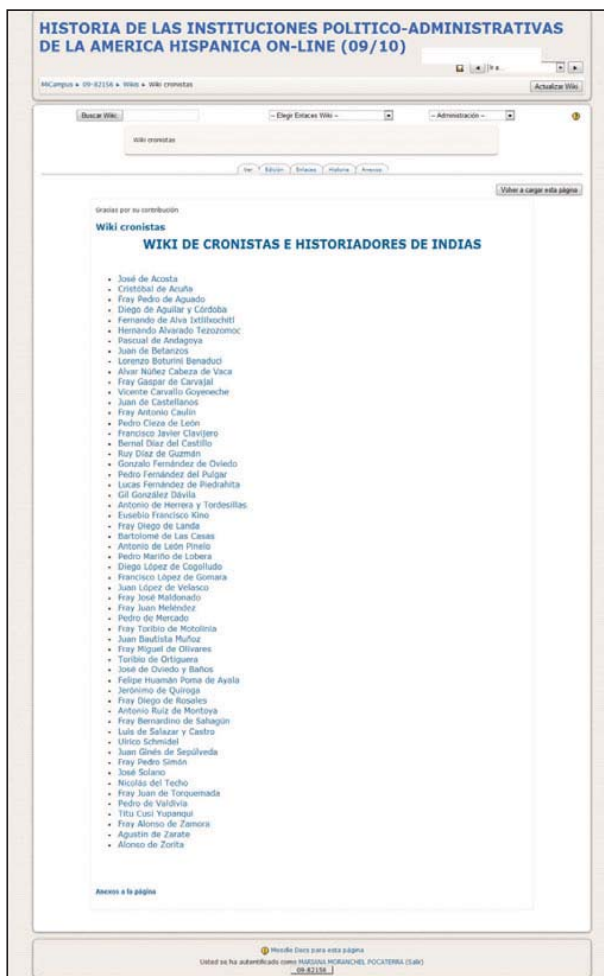 HISTORIA DE LAS INSTITUCIONES POLITICO-ADMINISTRATIVAS
DE LA AMERICA HISPANICA ON-LINE (09/10)
Ir a...
MiCampus ► 09-82156 ► Wikis ► Wiki cronistas
Actualizar Wiki
Buscar Wiki:
-- Elegir Enlaces Wiki --
-- Administración --
Wiki cronistas
Ver Edición Enlaces Historia Anexos
Volver a cargar esta página
Gracias por su contribución
Wiki cronistas
WIKI DE CRONISTAS E HISTORIADORES DE INDIAS
• José de Acosta
• Cristóbal de Acuña
• Fray Pedro de Aguado
• Diego de Aguilar y Córdoba
• Fernando de Alva Ixtlilxochitl
• Hernando Alvarado Tezozomoc
• Pascual de Andagoya
• Juan de Betanzos
• Lorenzo Boturini Benaduci
• Alvar Núñez Cabeza de Vaca
• Fray Gaspar de Carvajal
• Vicente Carvallo Goyeneche
• Juan de Castellanos
• Fray Antonio Caulín
• Pedro Cieza de León
• Francisco Javier Clavijero
• Bernal Díaz del Castillo
• Ruy Díaz de Guzmán
• Gonzalo Fernández de Oviedo
• Pedro Fernández del Pulgar
• Lucas Fernández de Piedrahita
• Gil González Dávila
• Antonio de Herrera y Tordesillas
• Eusebio Francisco Kino
• Fray Diego de Landa
• Bartolomé de Las Casas
• Antonio de León Pinelo
• Pedro Mariño de Lobera
• Diego López de Cogolludo
• Francisco López de Gomara
• Juan López de Velasco
• Fray José Maldonado
• Fray Juan Meléndez
• Pedro de Mercado
• Fray Toribio de Motolinia
• Juan Bautista Muñoz
• Fray Miguel de Olivares
• Toribio de Ortiguera
• José de Oviedo y Baños
• Felipe Huamán Poma de Ayala
• Jerónimo de Quiroga
• Fray Diego de Rosales
• Antonio Ruiz de Montoya
• Fray Bernardino de Sahagún
• Luis de Salazar y Castro
• Ulrico Schmidel
• Juan Ginés de Sepúlveda
• Fray Pedro Simón
• José Solano
• Nicolás del Techo
• Fray Juan de Torquemada
• Pedro de Valdivia
• Titu Cusi Yupanqui
• Fray Alonso de Zamora
• Agustín de Zarate
• Alonso de Zorita
Anexos a la página
Moodle Docs para esta página
Usted se ha autentificado como MARIANA MORANCHEL POCATERRA (Salir)
09-82156